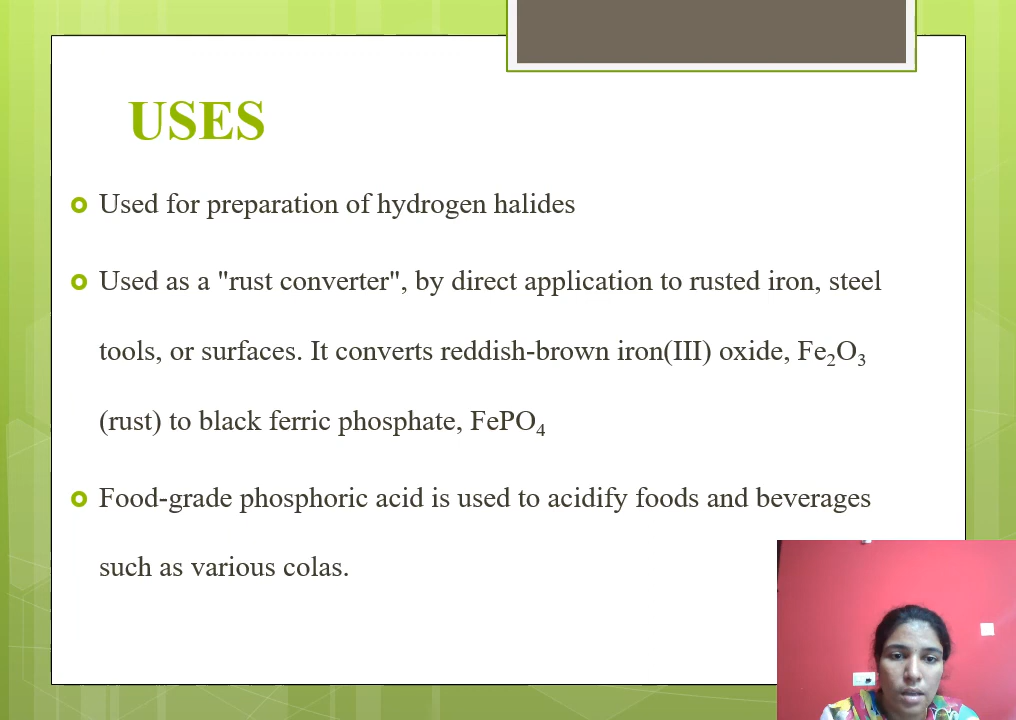 USES
Used for preparation of hydrogen halides
Used as a "rust converter", by direct application to rusted iron, steel
tools, or surfaces. It converts reddish-brown iron(III) oxide, Fe₂O₃
(rust) to black ferric phosphate, FePO₄
Food-grade phosphoric acid is used to acidify foods and beverages
such as various colas.